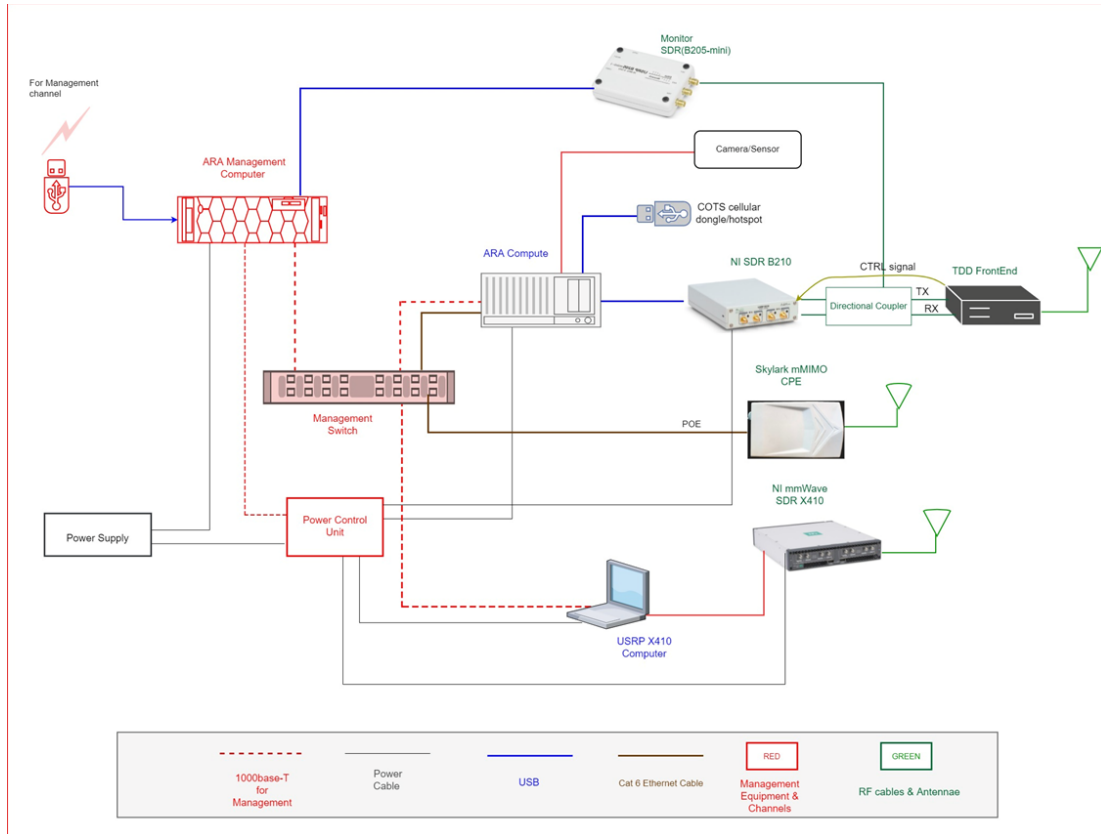 Monitor
SDR(B205-mini)
For Management
channel
Camera/Sensor
ARA Management
Computer
COTS cellular
dongle/hotspot
ARA Compute
NI SDR B210
CTRL signal
TDD FrontEnd
TX
Directional Coupler
RX
Skylark mMIMO
CPE
Management
Switch
POE
NI mmWave
SDR X410
Power Control
Unit
Power Supply
USRP X410
Computer
RED
GREEN
1000base-T
for
Management
Power
Cable
USB
Cat 6 Ethernet Cable
Management
Equipment &
Channels
RF cables & Antennae